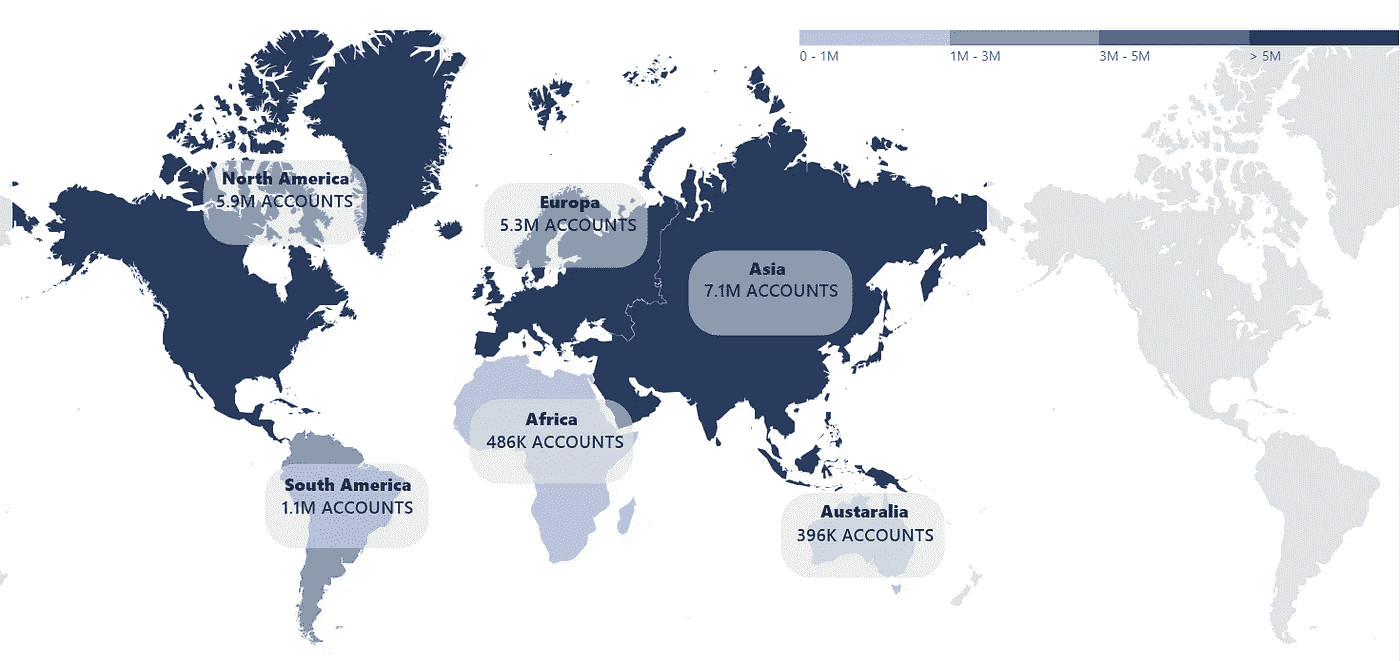 0 - 1M
1M - 3M
3M - 5M
> 5M
North America
5.9M ACCOUNTS
Europa
5.3M ACCOUNTS
Asia
7.1M ACCOUNTS
Africa
486K ACCOUNTS
South America
1.1M ACCOUNTS
Austaralia
396K ACCOUNTS